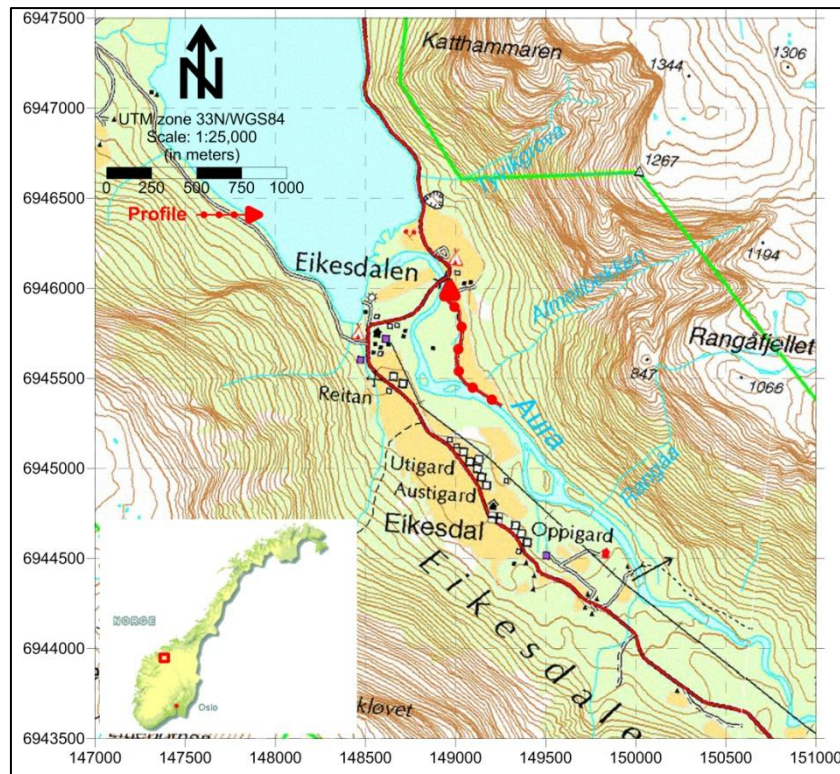 6947500
6947000
6946500
6946000
6945500
6945000
6944500
6944000
6943500
N
UTM zone 33N/WGS84
Scale: 1:25,000
(in meters)
0 250 500 750 1000
Profile
Katthammaren
1344
1306
Tyvikgrova
1267
1194
Almelibekken
Eikesdalen
Rangåfjellet
847
1066
Reitan
Aura
Rangåa
Utigard
Austigard
Eikesdal
Oppigard
Eikesdale
NORGE
Oslo
kløvet
147000 147500 148000 148500 149000 149500 150000 150500 151000